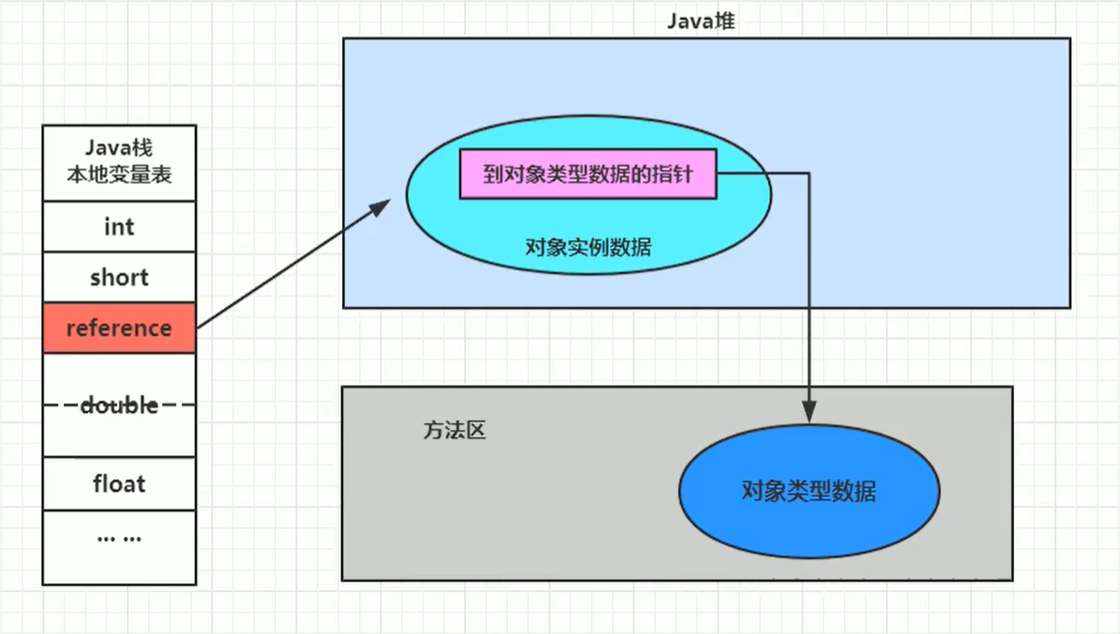 Java堆
Java栈
本地变量表
int
short
reference
double
float
... ...
到对象类型数据的指针
对象实例数据
方法区
对象类型数据